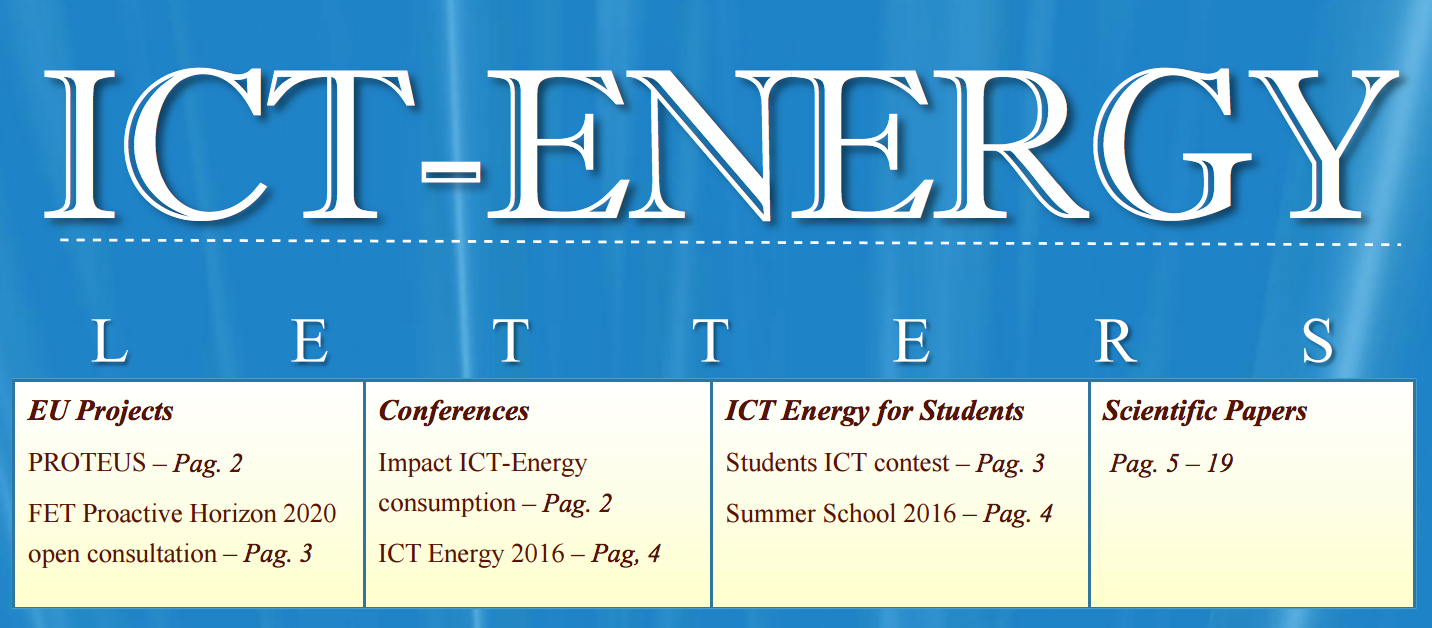 ICT-ENERGY
LETTERS
EU Projects
PROTEUS – Pag. 2
FET Proactive Horizon 2020
open consultation – Pag. 3
Conferences
Impact ICT-Energy
consumption – Pag. 2
ICT Energy 2016 – Pag, 4
ICT Energy for Students
Students ICT contest – Pag. 3
Summer School 2016 – Pag. 4
Scientific Papers
Pag. 5 – 19